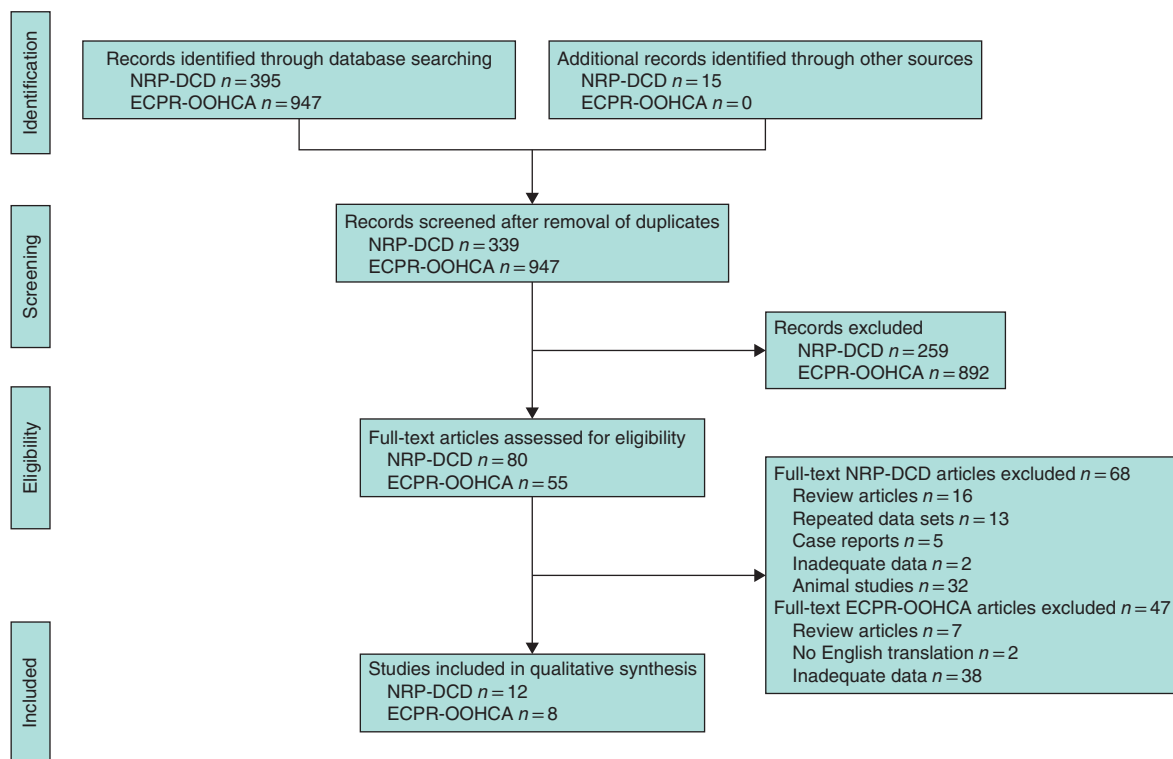 Identification
Records identified through database searching
NRP-DCD n = 395
ECPR-OOHCA n = 947
Additional records identified through other sources
NRP-DCD n = 15
ECPR-OOHCA n = 0
Screening
Records screened after removal of duplicates
NRP-DCD n = 339
ECPR-OOHCA n = 947
Records excluded
NRP-DCD n = 259
ECPR-OOHCA n = 892
Eligibility
Full-text articles assessed for eligibility
NRP-DCD n = 80
ECPR-OOHCA n = 55
Full-text NRP-DCD articles excluded n = 68
Review articles n = 16
Repeated data sets n = 13
Case reports n = 5
Inadequate data n = 2
Animal studies n = 32
Full-text ECPR-OOHCA articles excluded n = 47
Review articles n = 7
No English translation n = 2
Inadequate data n = 38
Included
Studies included in qualitative synthesis
NRP-DCD n = 12
ECPR-OOHCA n = 8